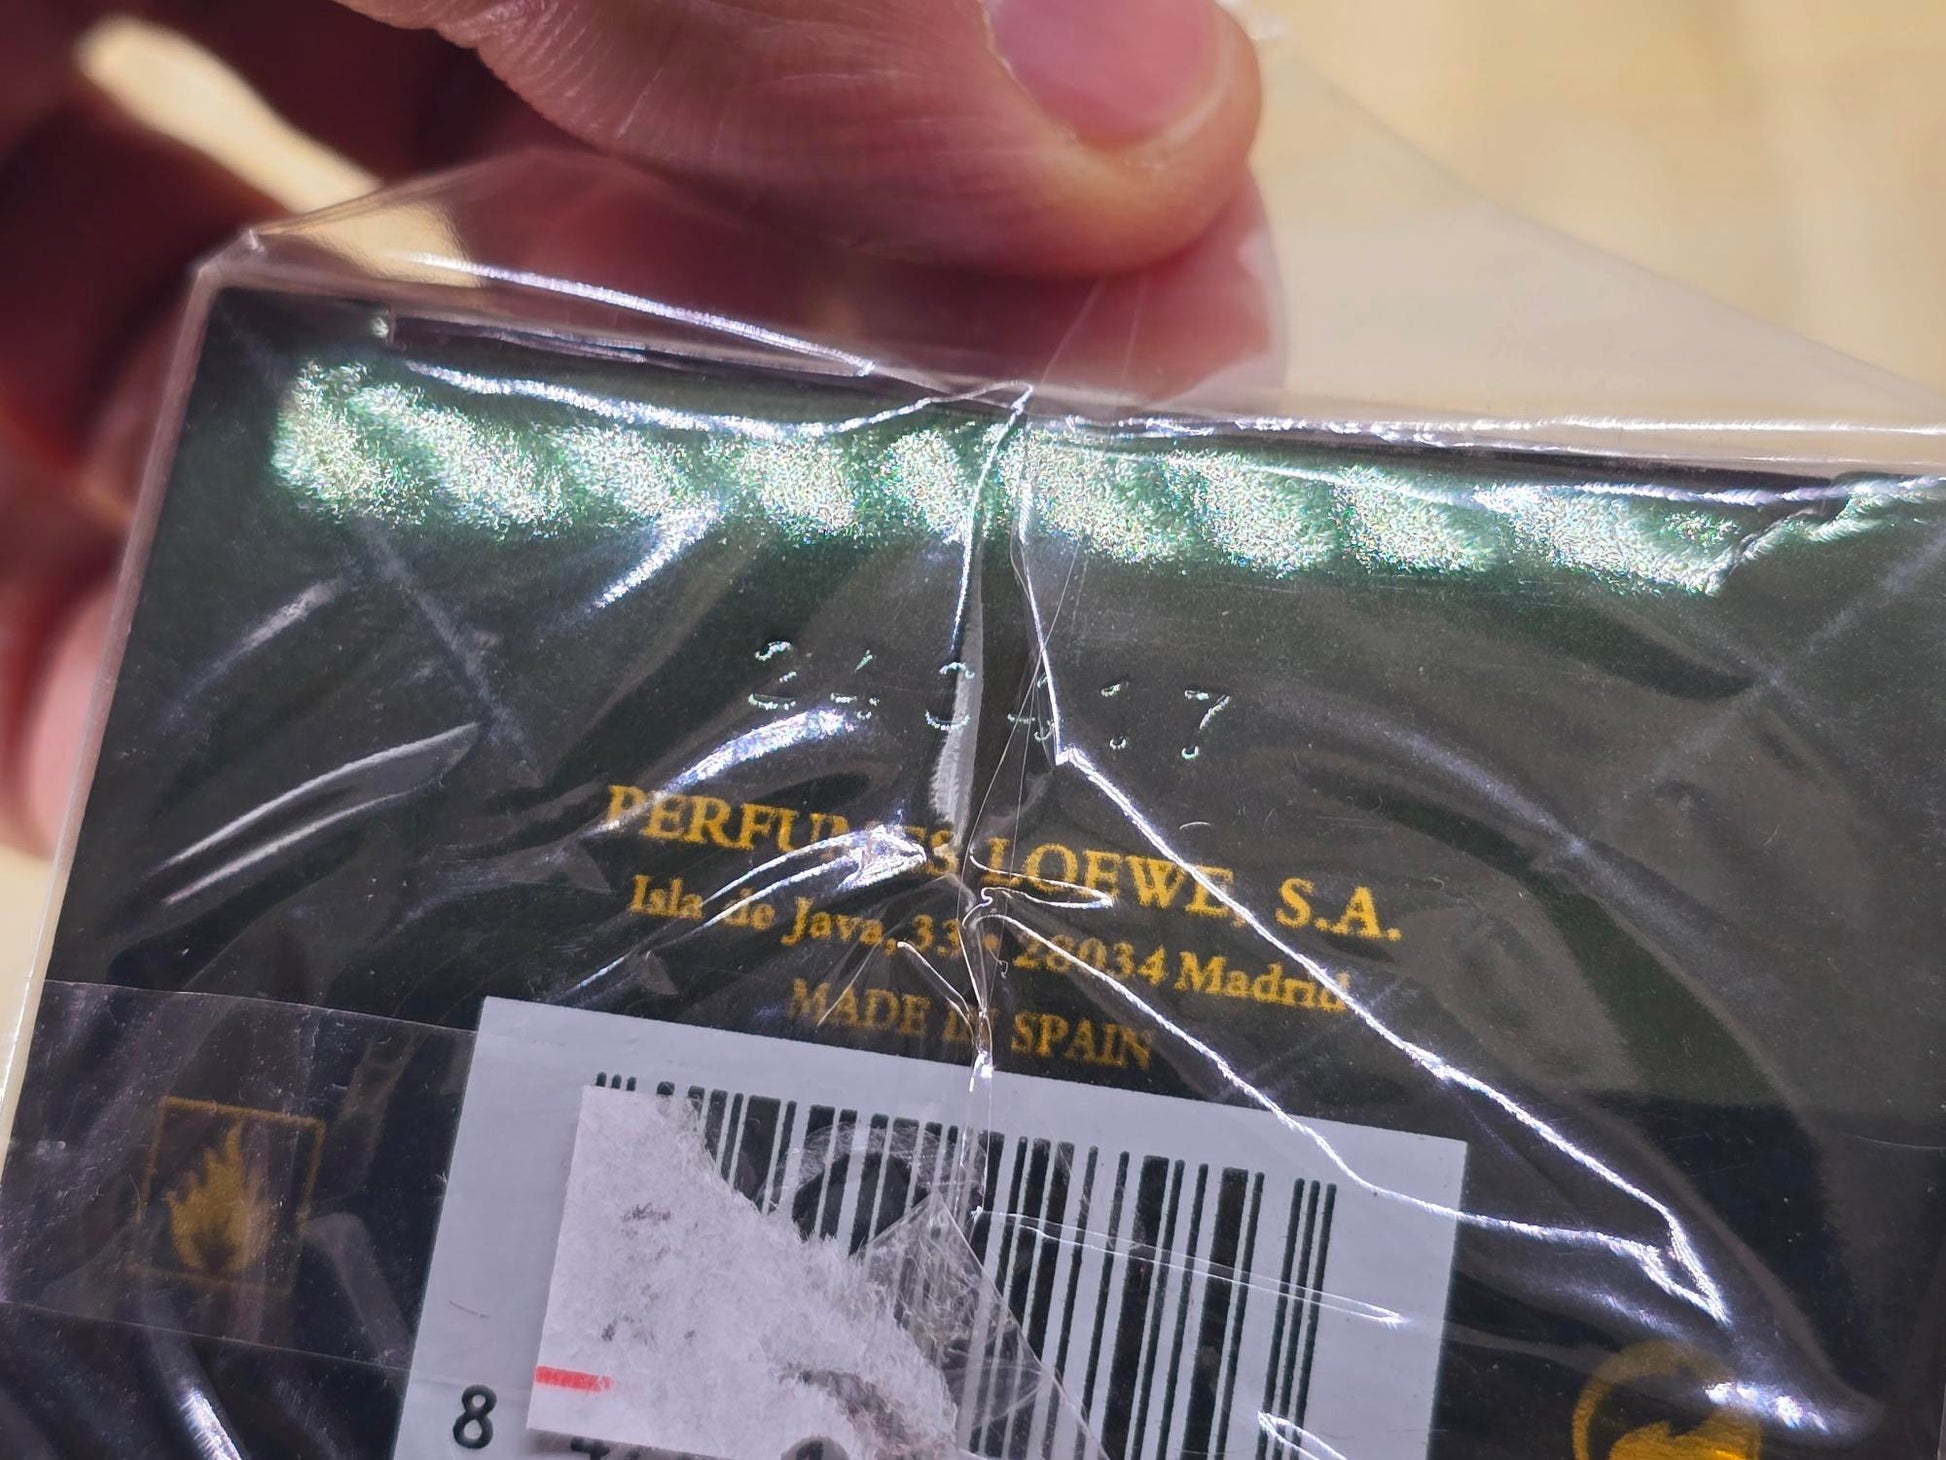 PERFUMES LOEWE, S.A.
Isla de Java, 33 • 28034 Madrid
MADE IN SPAIN
8